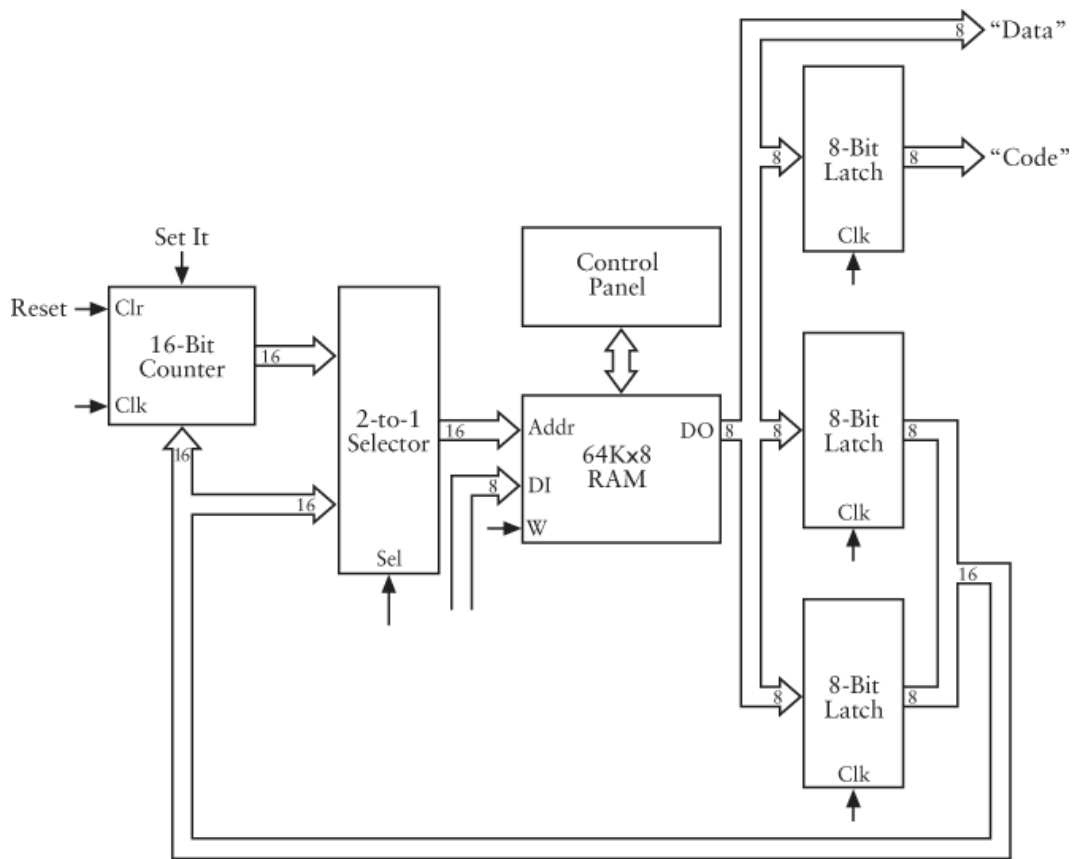 8
“Data”
8-Bit
Latch
8
8
“Code”
Clk
Set It
Control
Panel
Reset
Clr
16-Bit
Counter
16
Clk
2-to-1
Selector
16
Addr
DO
8
64Kx8
RAM
8
DI
W
8
8-Bit
Latch
8
Clk
16
16
Sel
16
8-Bit
Latch
8
8
Clk